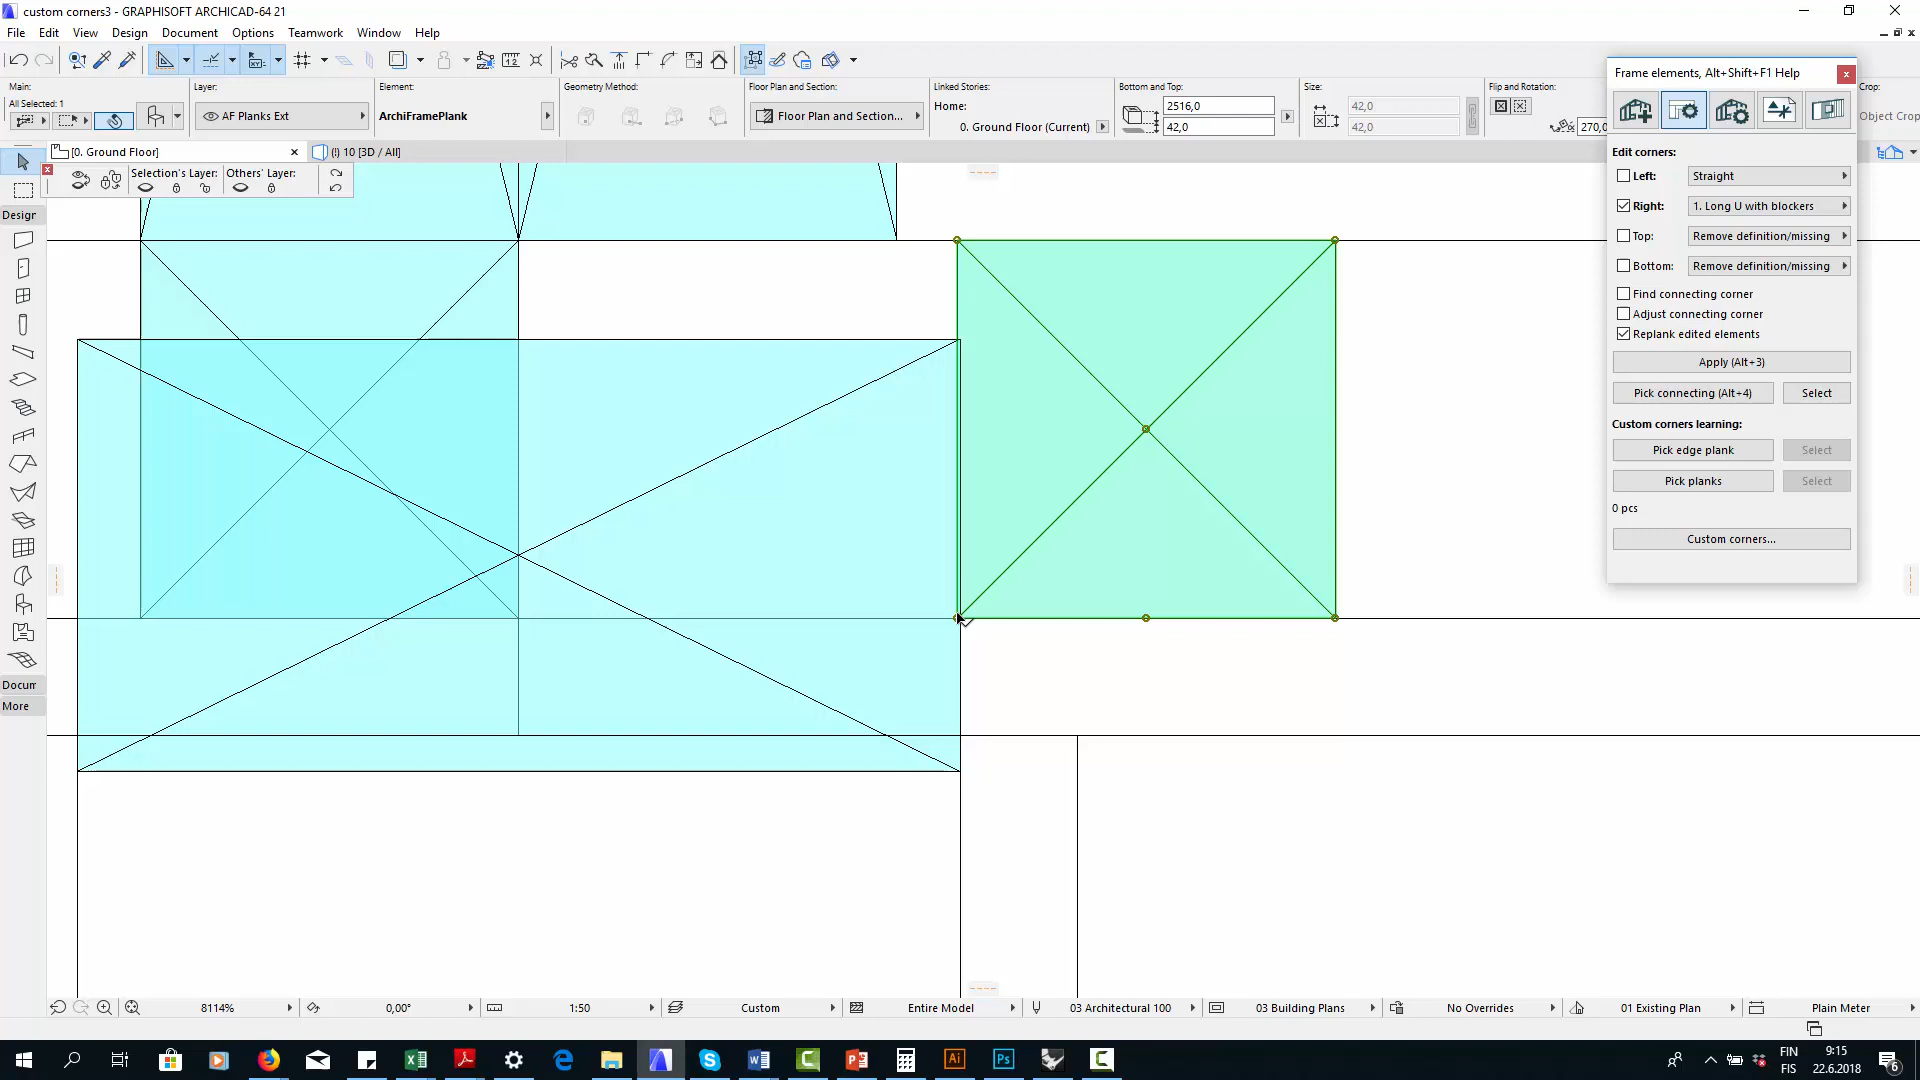 custom corners3 - GRAPHISOFT ARCHICAD-64 21
File Edit View Design Document Options Teamwork Window Help
Main:
All Selected: 1
Layer:
AF Planks Ext
Element:
ArchiFramePlank
Geometry Method:
Floor Plan and Section:
Floor Plan and Section...
Linked Stories:
Home:
0. Ground Floor (Current)
Bottom and Top:
2516,0
42,0
Size:
42,0
42,0
Flip and Rotation:
270,0
Crop:
Object Crop
[0. Ground Floor]
(!) 10 [3D / All]
Selection's Layer:
Others' Layer:
Design
Docum
More
Frame elements, Alt+Shift+F1 Help
Edit corners:
Left: Straight
Right: 1. Long U with blockers
Top: Remove definition/missing
Bottom: Remove definition/missing
Find connecting corner
Adjust connecting corner
Replank edited elements
Apply (Alt+3)
Pick connecting (Alt+4) Select
Custom corners learning:
Pick edge plank Select
Pick planks Select
0 pcs
Custom corners...
8114% 0,00° 1:50 Custom Entire Model 03 Architectural 100 03 Building Plans No Overrides 01 Existing Plan Plain Meter
FIN
FIS
9:15
22.6.2018
6